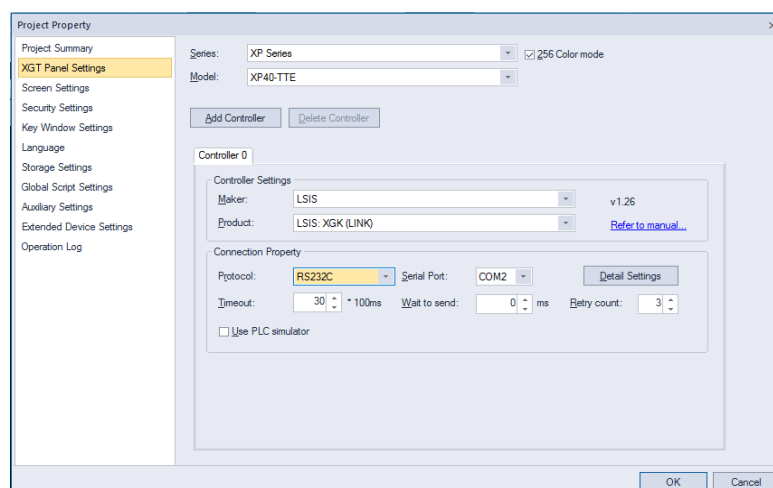 Project Property
Project Summary
XGT Panel Settings
Screen Settings
Security Settings
Key Window Settings
Language
Storage Settings
Global Script Settings
Auxiliary Settings
Extended Device Settings
Operation Log
Series: XP Series 256 Color mode
Model: XP40-TTE
Add Controller Delete Controller
Controller 0
Controller Settings
Maker: LSIS v1.26
Product: LSIS: XGK (LINK) Refer to manual...
Connection Property
Protocol: RS232C Serial Port: COM2 Detail Settings
Timeout: 30 * 100ms Wait to send: 0 ms Retry count: 3
Use PLC simulator
OK Cancel